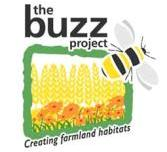 the
buzz
project
Creating farmland habitats